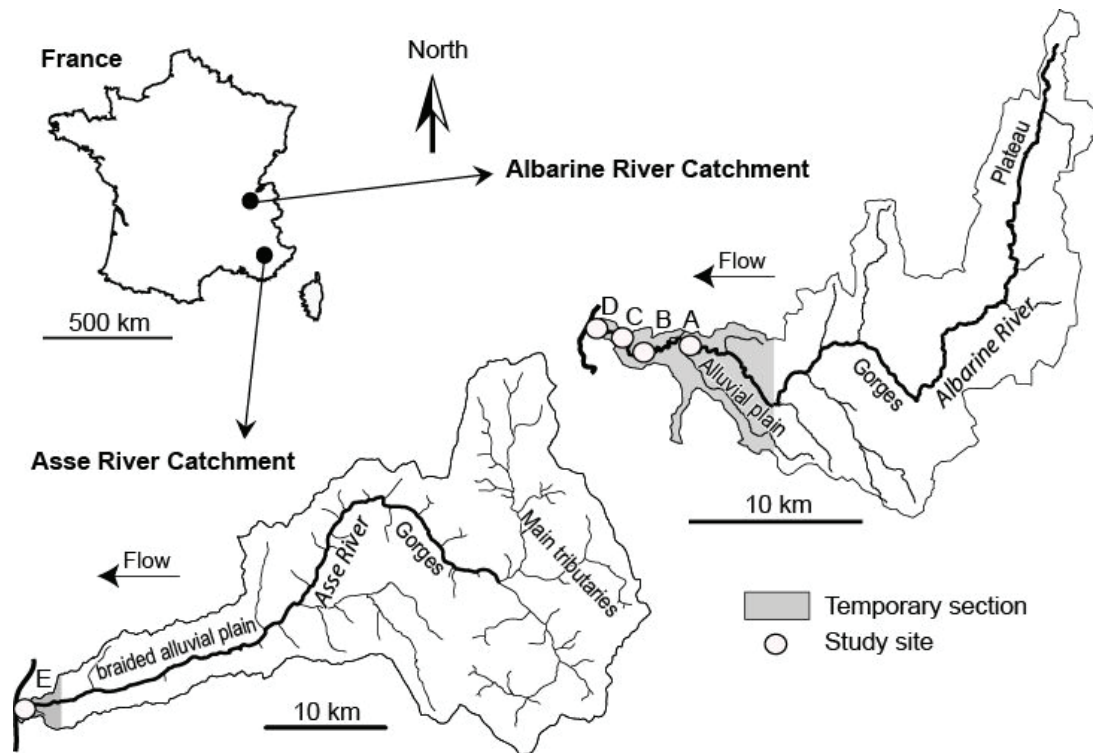 France
North
Albarine River Catchment
Plateau
Flow
D
C
B
A
Alluvial plain
Gorges
Albarine River
500 km
10 km
Asse River Catchment
Flow
Asse River
Gorges
Main tributaries
braided alluvial plain
E
10 km
Temporary section
Study site